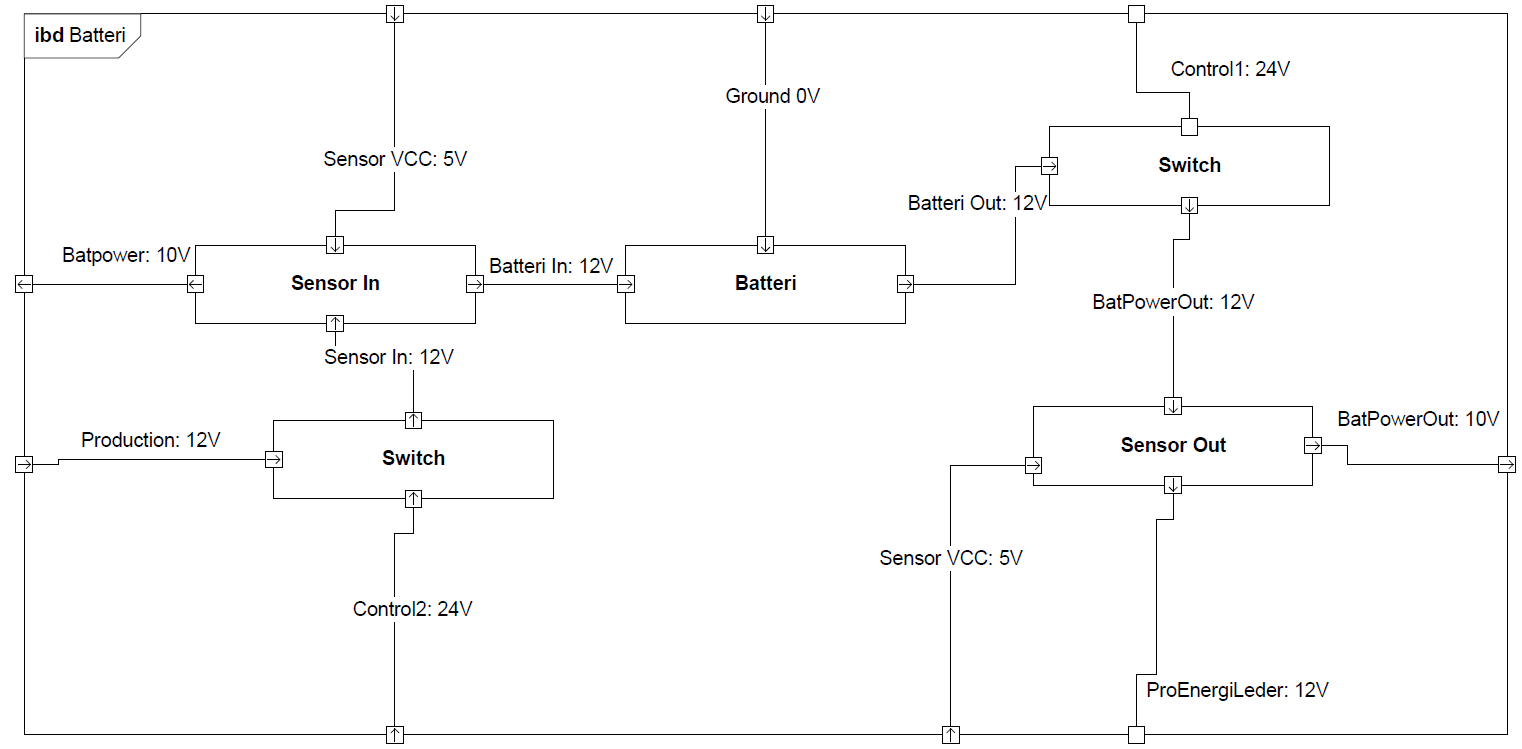 ibd Batteri
Control1: 24V
Ground 0V
Sensor VCC: 5V
Switch
Batteri Out: 12V
Batpower: 10V
Sensor In
Batteri In: 12V
Batteri
BatPowerOut: 12V
Sensor In: 12V
Production: 12V
Switch
Sensor Out
BatPowerOut: 10V
Sensor VCC: 5V
Control2: 24V
ProEnergiLeder: 12V